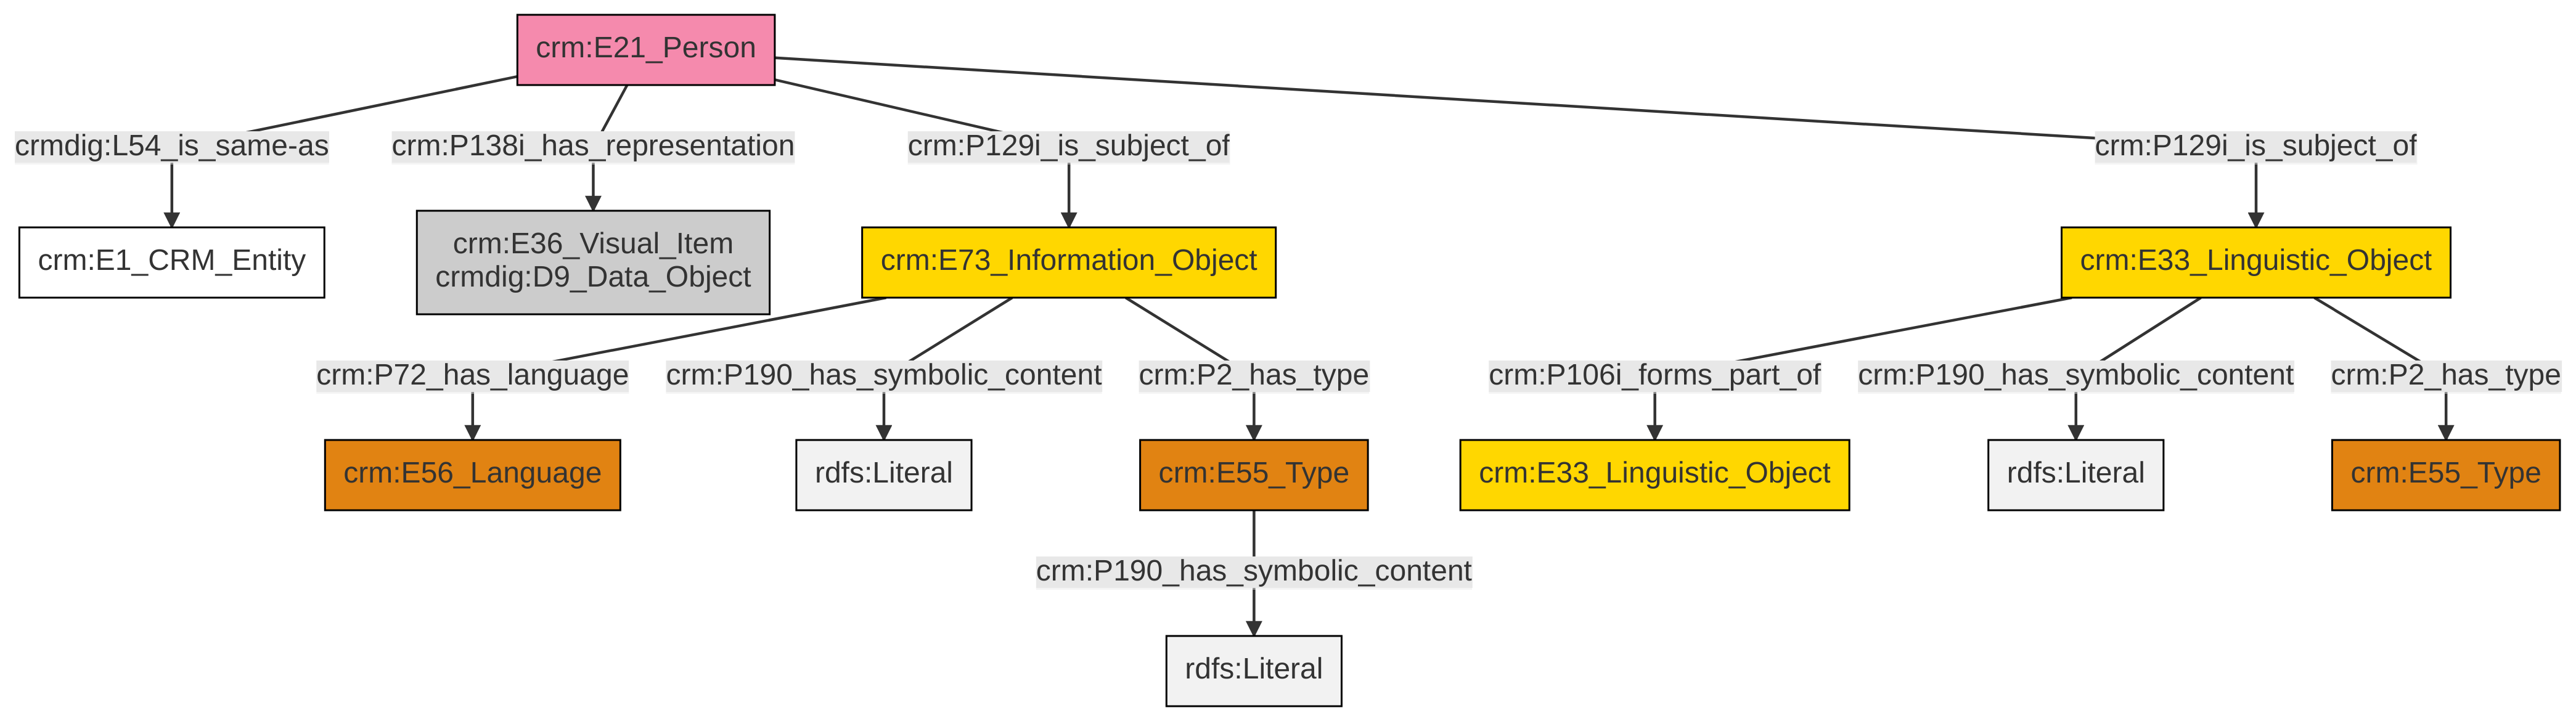 crm:E21_Person
crmdig:L54_is_same-as
crm:P138i_has_representation
crm:P129i_is_subject_of
crm:P129i_is_subject_of
crm:E1_CRM_Entity
crm:E36_Visual_Item
crmdig:D9_Data_Object
crm:E73_Information_Object
crm:E33_Linguistic_Object
crm:P72_has_language
crm:P190_has_symbolic_content
crm:P2_has_type
crm:P106i_forms_part_of
crm:P190_has_symbolic_content
crm:P2_has_type
crm:E56_Language
rdfs:Literal
crm:E55_Type
crm:E33_Linguistic_Object
rdfs:Literal
crm:E55_Type
crm:P190_has_symbolic_content
rdfs:Literal